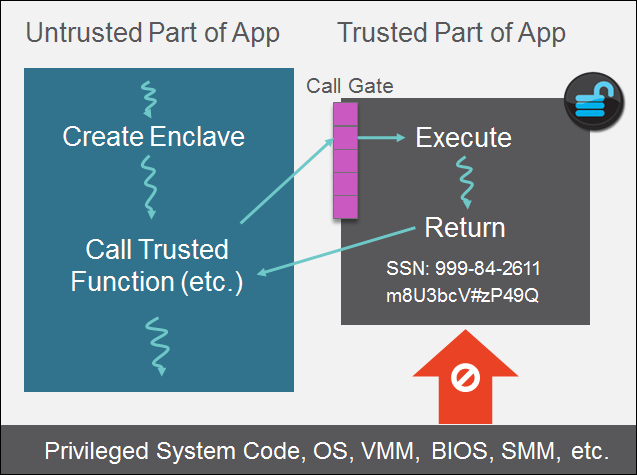 Untrusted Part of App
Trusted Part of App
Call Gate
Create Enclave
Execute
Call Trusted
Function (etc.)
Return
SSN: 999-84-2611
m8U3bcV#zP49Q
Privileged System Code, OS, VMM, BIOS, SMM, etc.